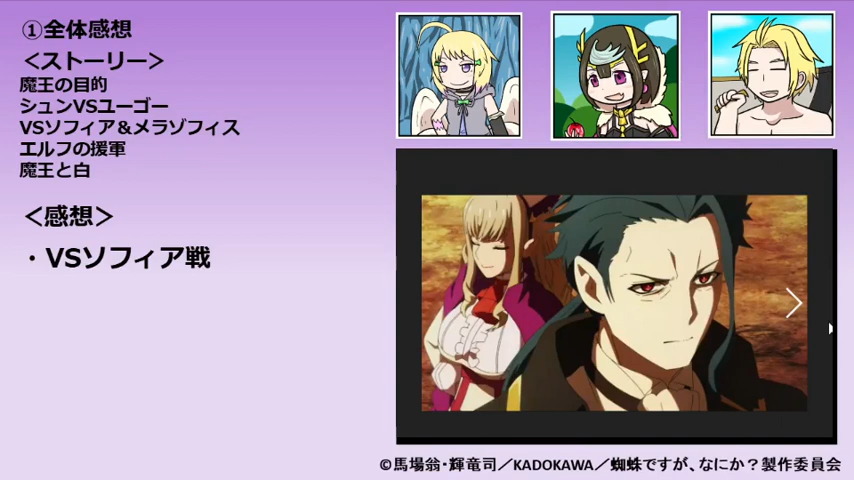 ①全体感想
＜ストーリー＞
魔王の目的
シュンVSユーゴー
VSソフィア＆メラゾフィス
エルフの援軍
魔王と白
＜感想＞
・VSソフィア戦
©馬場翁・輝竜司／KADOKAWA／蜘蛛ですが、なにか？製作委員会